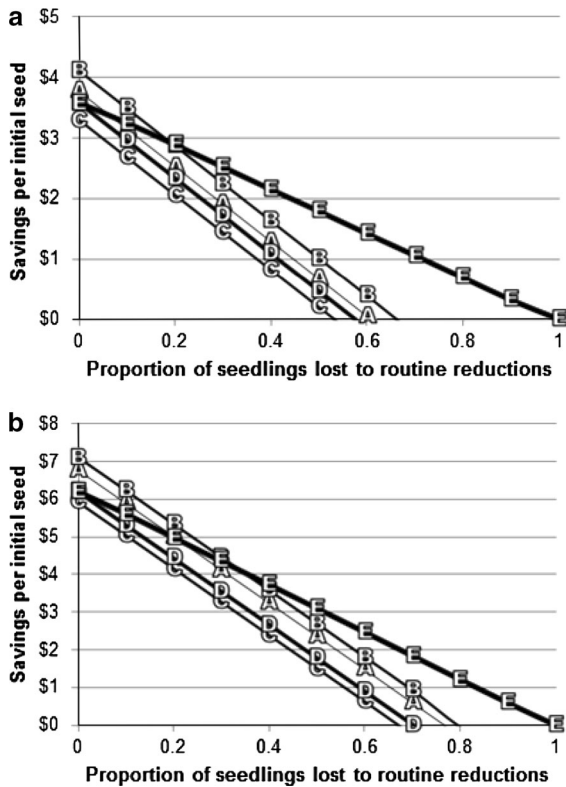 a
$5
$4
$3
$2
$1
$0
Savings per initial seed
B B B B B B B
A A A A A A
E E E E E E E E E E E
D D D D D
C C C C C C
0 0.2 0.4 0.6 0.8 1
Proportion of seedlings lost to routine reductions
b
$8
$7
$6
$5
$4
$3
$2
$1
$0
Savings per initial seed
B B B B B B B
A A A A A A A
E E E E E E E E E E E
D D D D D D D
C C C C C C C
0 0.2 0.4 0.6 0.8 1
Proportion of seedlings lost to routine reductions